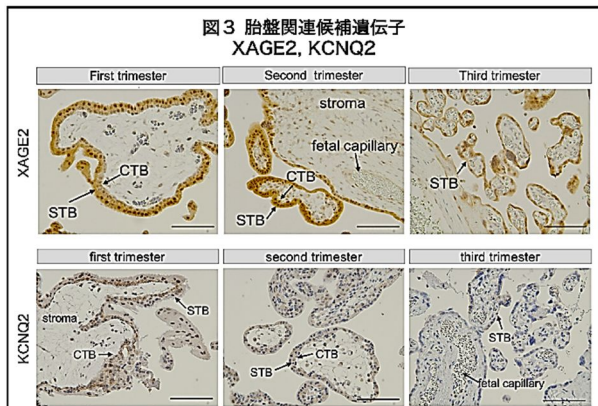 図3 胎盤関連候補遺伝子
XAGE2, KCNQ2
First trimester
Second trimester
Third trimester
XAGE2
CTB
STB
stroma
fetal capillary
CTB
STB
STB
first trimester
second trimester
third trimester
KCNQ2
stroma
STB
CTB
CTB
STB
STB
fetal capillary